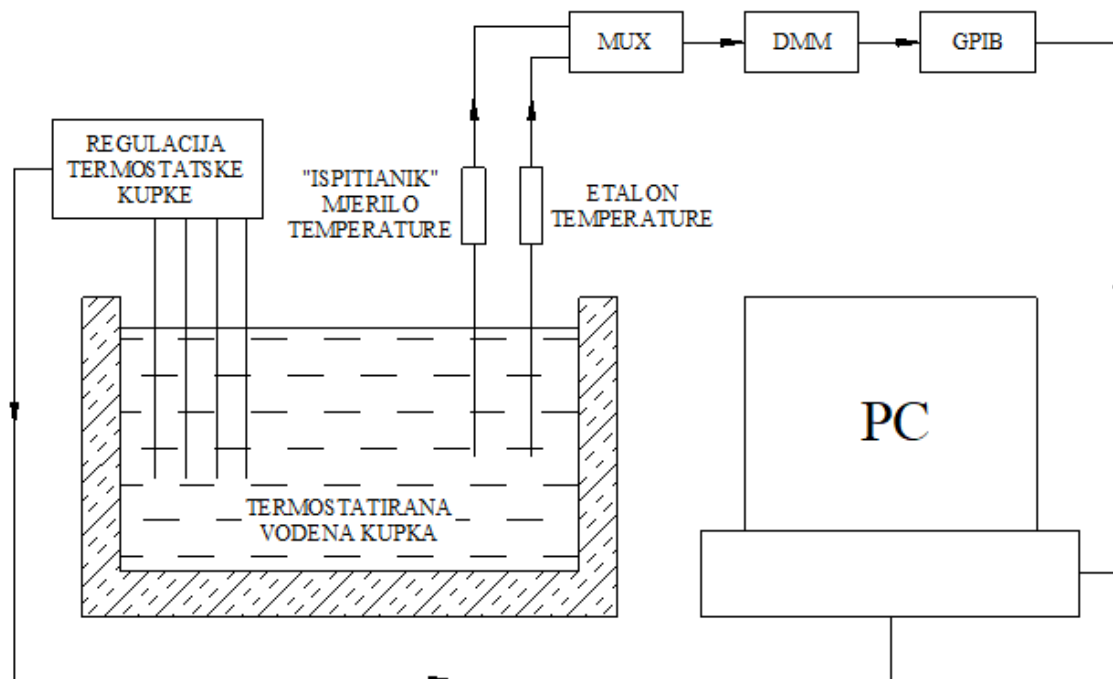 MUX
DMM
GPIB
REGULACIJA
TERMOSTATSKE
KUPKE
"ISPITIANIK"
MJERILO
TEMPERATURE
ETALON
TEMPERATURE
PC
TERMOSTATIRANA
VODENA KUPKA